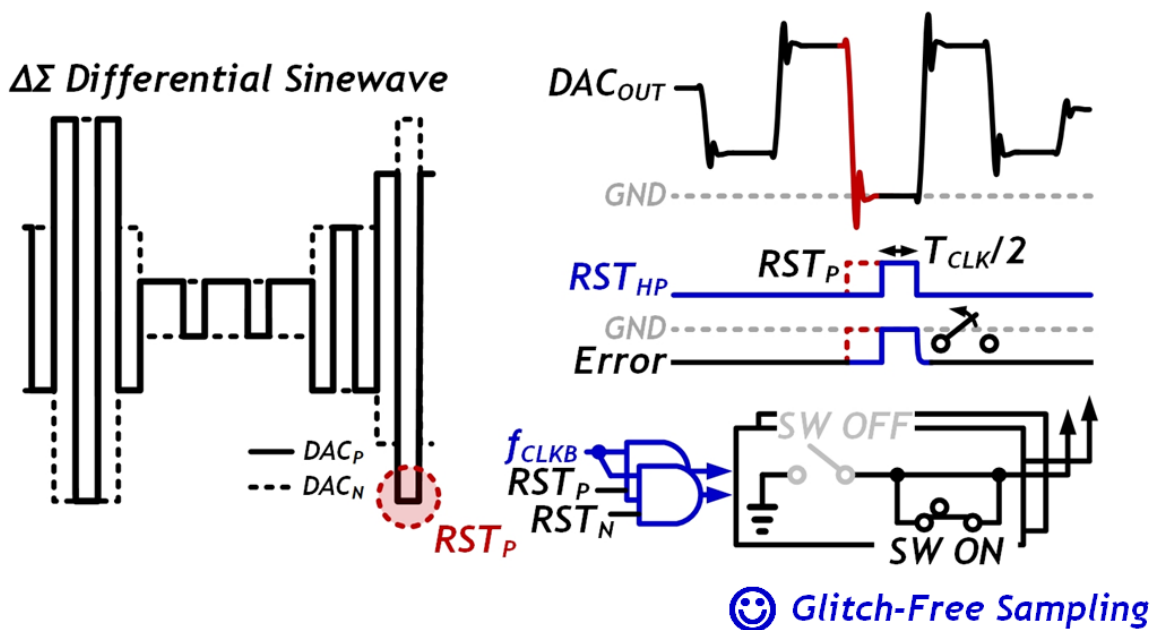 ΔΣ Differential Sinewave
DAC_P
DAC_N
RST_P
DAC_OUT
GND
RST_P
T_CLK/2
RST_HP
GND
Error
f_CLKB
RST_P
RST_N
SW OFF
SW ON
Glitch-Free Sampling